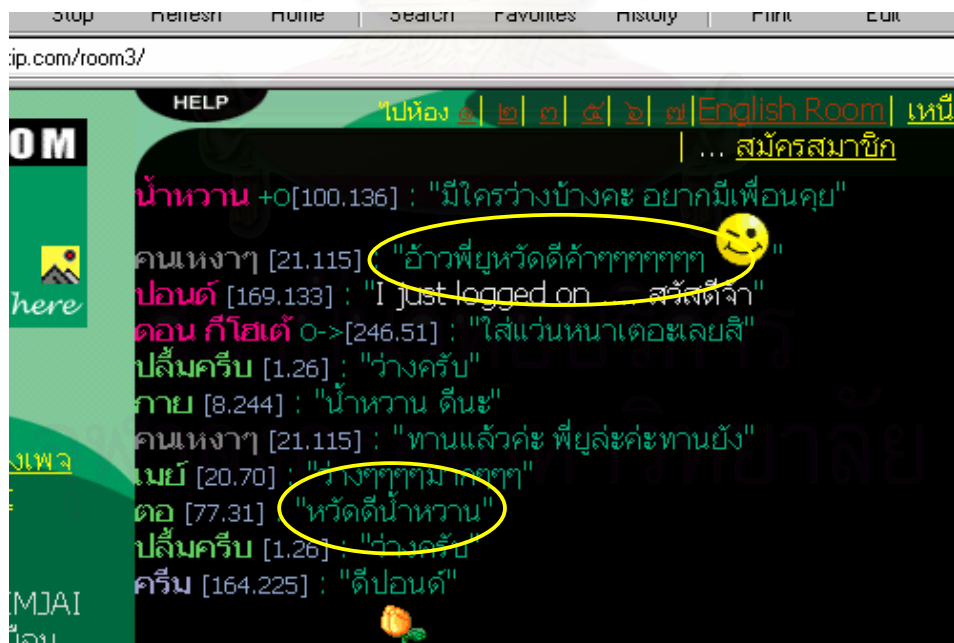 Stop Refresh Home Search Favorites History Print Edit
tip.com/room3/
HELP
ไปห้อง ๑| ๒| ๓| ๕| ๖| ๗|English Room| เหนื
| ... สมัครสมาชิก
OM
น้ำหวาน +o[100.136] : "มีใครว่างบ้างคะ อยากมีเพื่อนคุย"
คนเหงาๆ [21.115] : "อ้าวพี่ยูหวัดดีค้าๆๆๆๆๆๆๆ "
here
ปอนด์ [169.133] : "I just logged on .... สวัสดีจ้า"
ดอน กีโฮเต้ o->[246.51] : "ใส่แว่นหนาเตอะเลยสิ"
ปลื้มครีบ [1.26] : "ว่างครับ"
กาย [8.244] : "น้ำหวาน ดีนะ"
คนเหงาๆ [21.115] : "ทานแล้วค่ะ พี่ยูล่ะค่ะทานยัง"
งเพจ
เมย์ [20.70] : "ว่างๆๆๆๆมากๆๆๆ"
ตอ [77.31] : "หวัดดีน้ำหวาน"
ปลื้มครีบ [1.26] : "ว่างครับ"
ครีม [164.225] : "ดีปอนด์"
MJAI